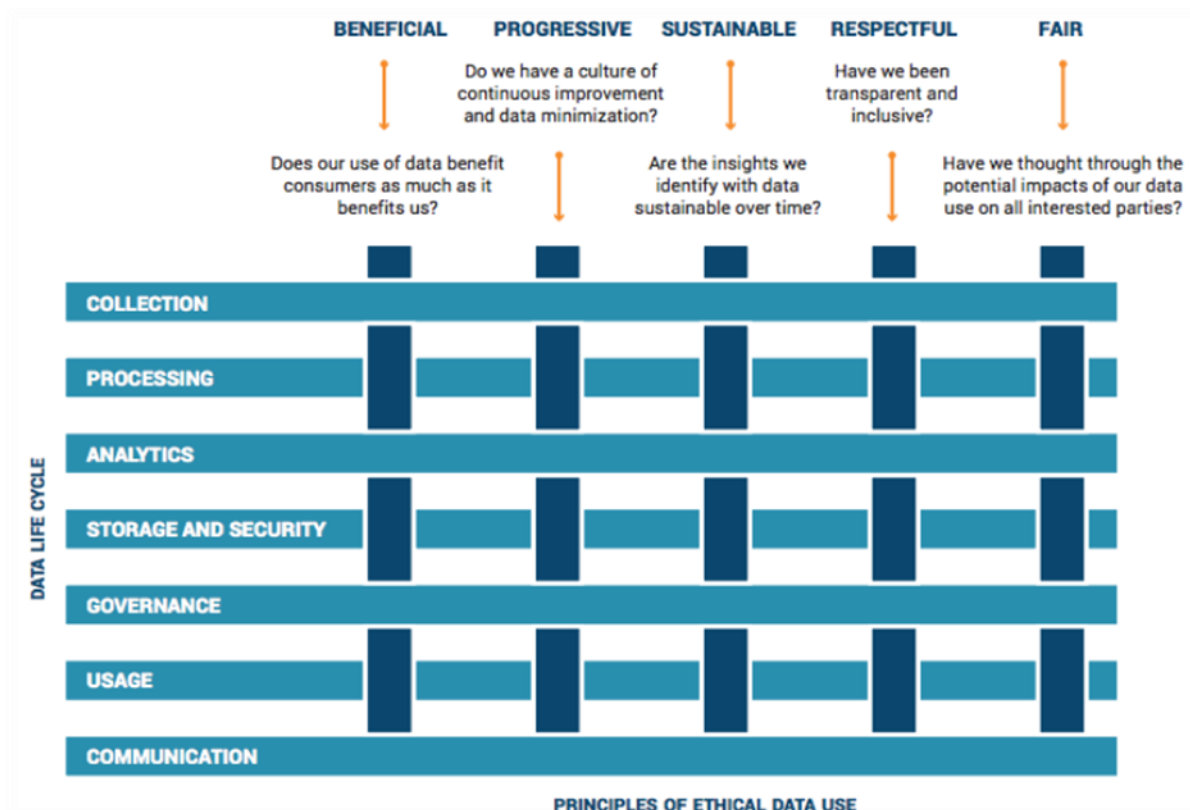 BENEFICIAL
PROGRESSIVE
SUSTAINABLE
RESPECTFUL
FAIR
Do we have a culture of
continuous improvement
and data minimization?
Have we been
transparent and
inclusive?
Does our use of data benefit
consumers as much as it
benefits us?
Are the insights we
identify with data
sustainable over time?
Have we thought through the
potential impacts of our data
use on all interested parties?
COLLECTION
PROCESSING
ANALYTICS
STORAGE AND SECURITY
GOVERNANCE
USAGE
COMMUNICATION
DATA LIFE CYCLE
PRINCIPLES OF ETHICAL DATA USE